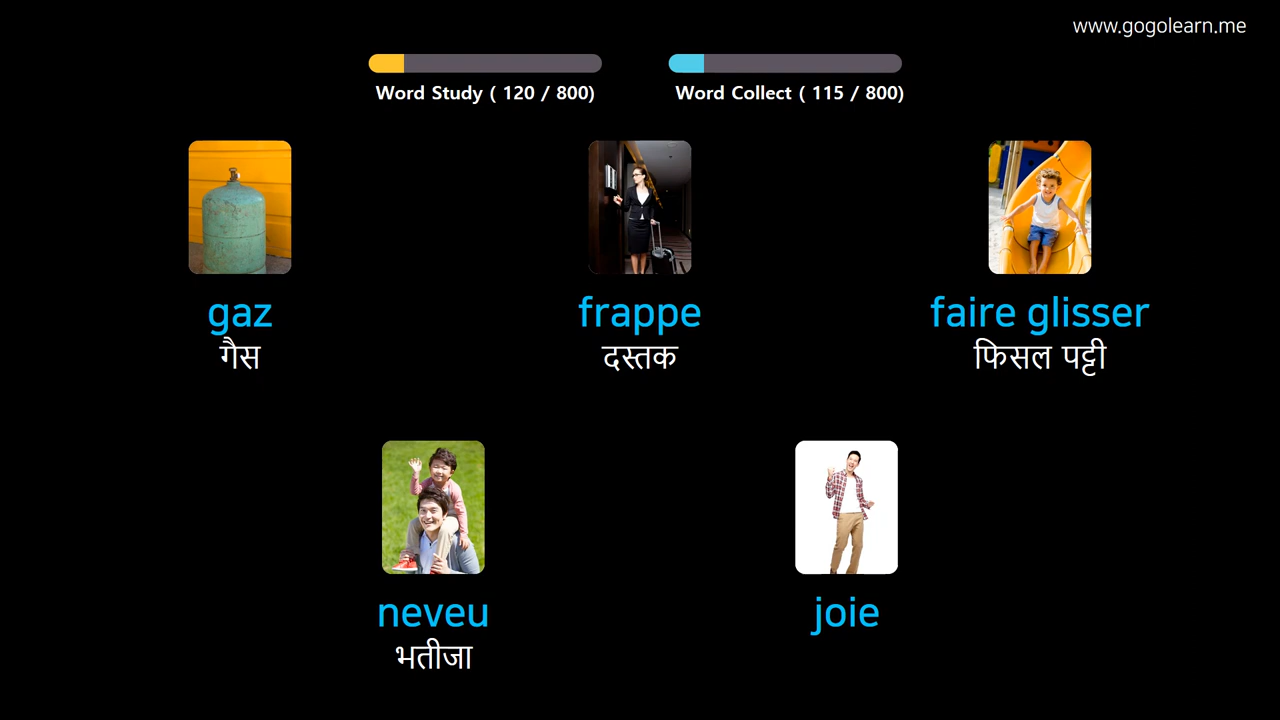 www.gogolearn.me
Word Study ( 120 / 800)
Word Collect ( 115 / 800)
gaz
गैस
frappe
दस्तक
faire glisser
फिसल पट्टी
neveu
भतीजा
joie